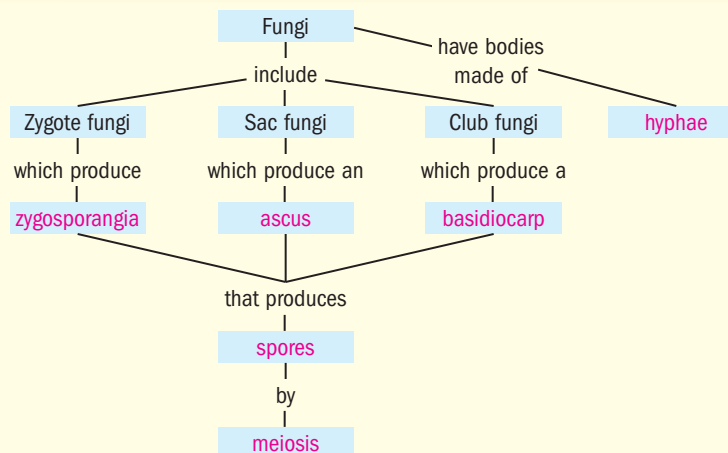 Fungi
have bodies
made of
include
Zygote fungi
Sac fungi
Club fungi
hyphae
which produce
which produce an
which produce a
zygosporangia
ascus
basidiocarp
that produces
spores
by
meiosis